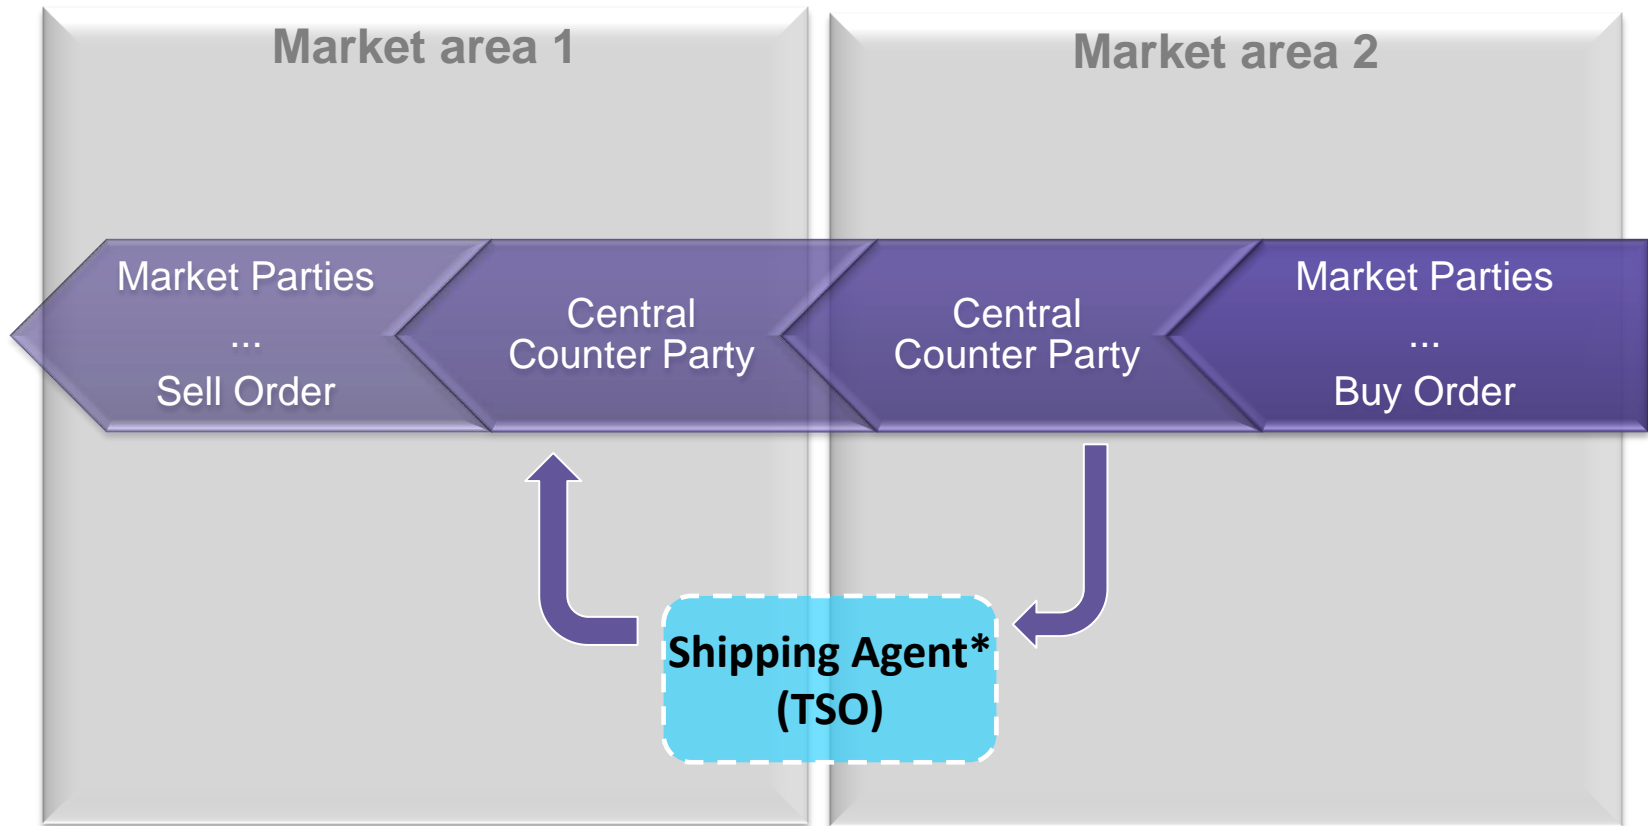 Market area 1
Market area 2
Market Parties
...
Sell Order
Central
Counter Party
Central
Counter Party
Market Parties
...
Buy Order
Shipping Agent*
(TSO)